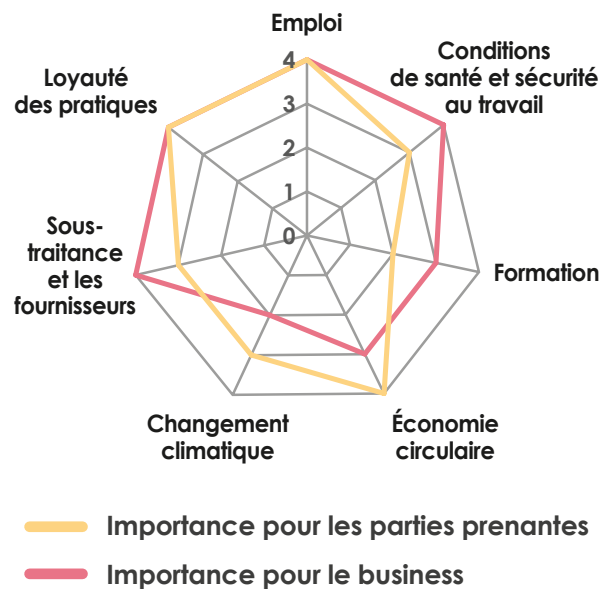 Emploi
Conditions
de santé et sécurité
au travail
Loyauté
des pratiques
4
3
2
1
0
Sous-
traitance
et les
fournisseurs
Formation
Changement
climatique
Économie
circulaire
Importance pour les parties prenantes
Importance pour le business